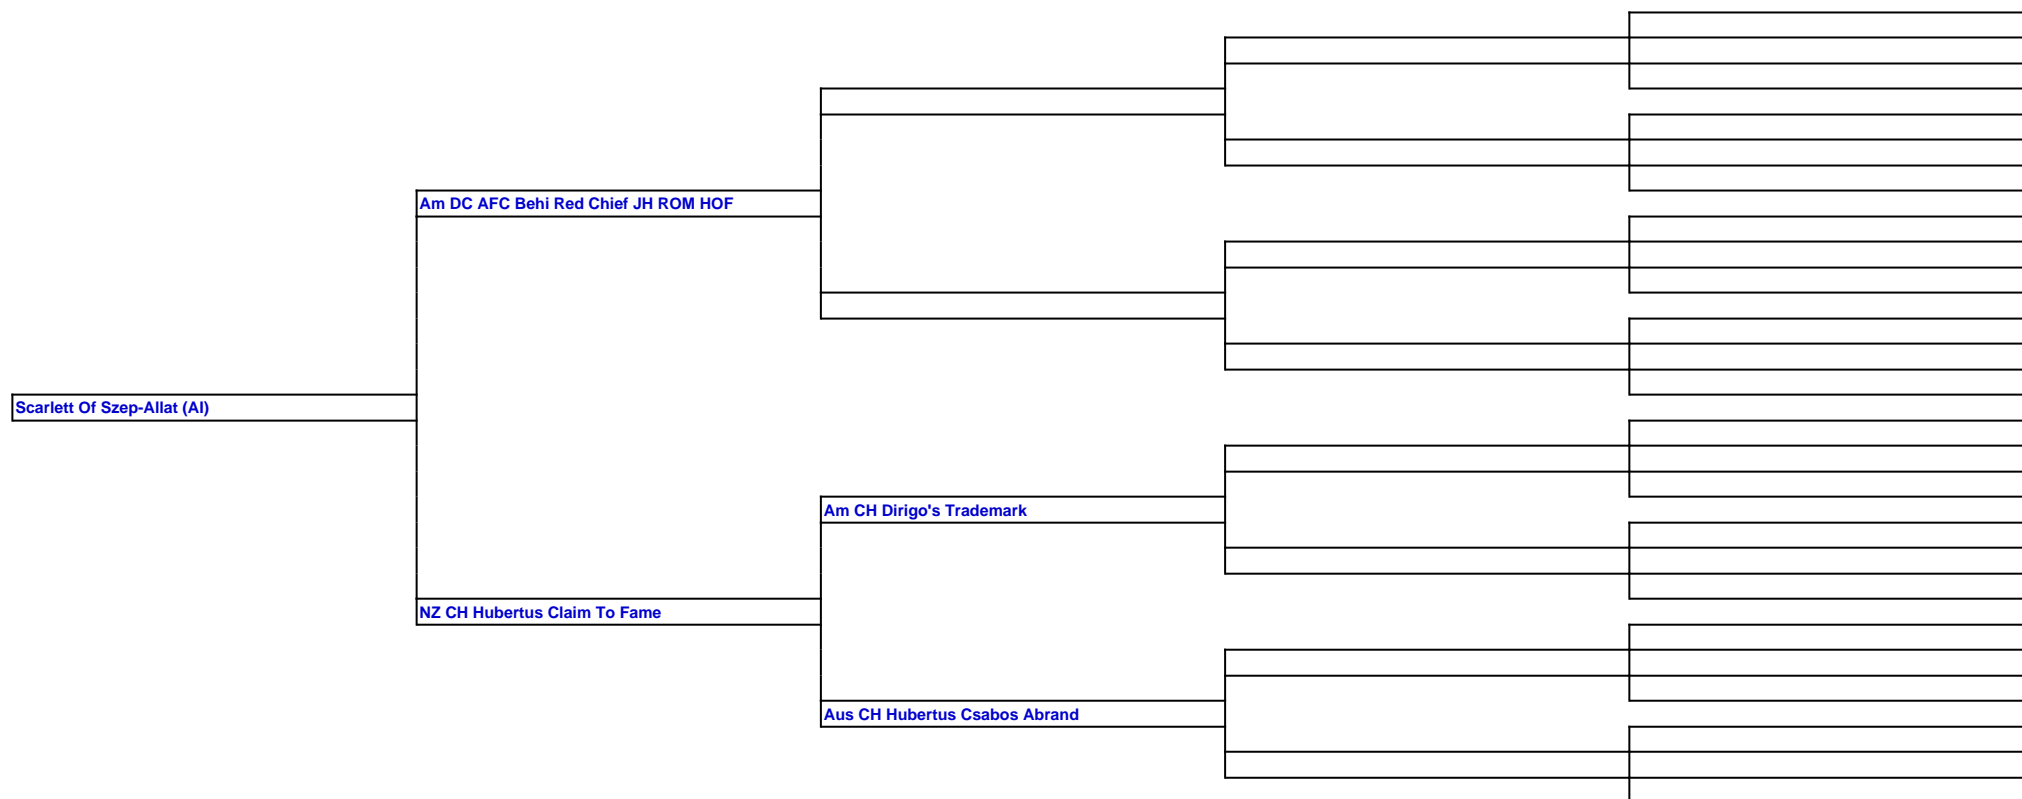 Am DC AFC Behi Red Chief JH ROM HOF
Scarlett Of Szep-Allat (AI)
Am CH Dirigo's Trademark
NZ CH Hubertus Claim To Fame
Aus CH Hubertus Csabos Abrand